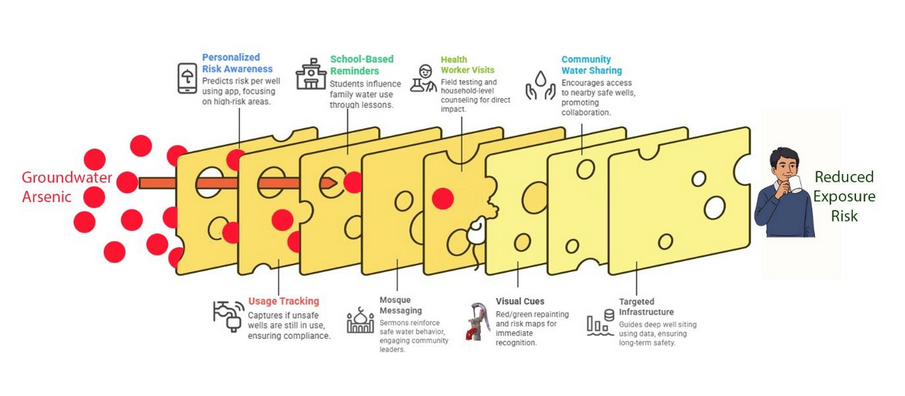 Personalized
Risk Awareness
Predicts risk per well
using app, focusing
on high-risk areas.
School-Based
Reminders
Students influence
family water use
through lessons.
Health
Worker Visits
Field testing and
household-level
counseling for direct
impact.
Community
Water Sharing
Encourages access
to nearby safe wells,
promoting
collaboration.
Groundwater
Arsenic
Reduced
Exposure
Risk
Usage Tracking
Captures if unsafe
wells are still in use,
ensuring compliance.
Mosque
Messaging
Sermons reinforce
safe water behavior,
engaging community
leaders.
Visual Cues
Red/green repainting
and risk maps for
immediate
recognition.
Targeted
Infrastructure
Guides deep well siting
using data, ensuring
long-term safety.